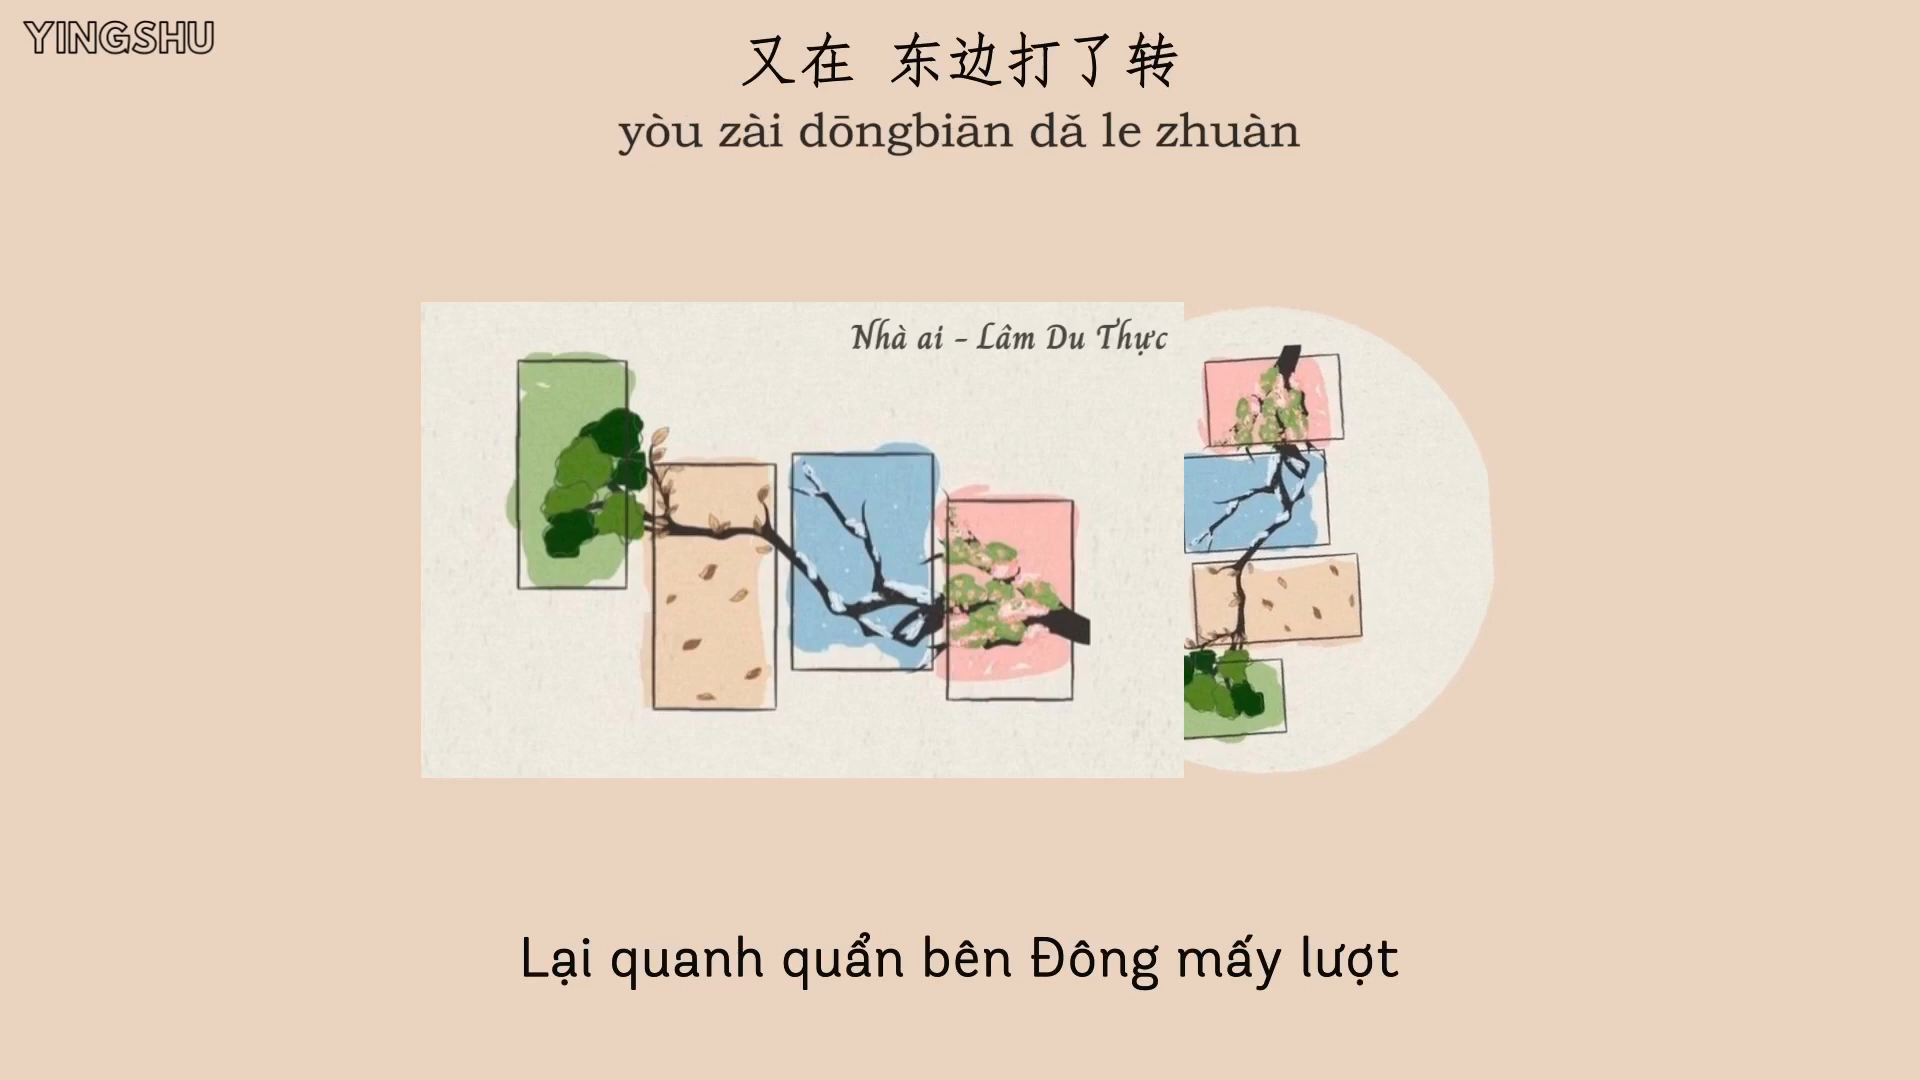 YINGSHU
又在 东边打了转
yòu zài dōngbiān dǎ le zhuàn
Nhà ai - Lâm Du Thực
Lại quanh quẩn bên Đông mấy lượt